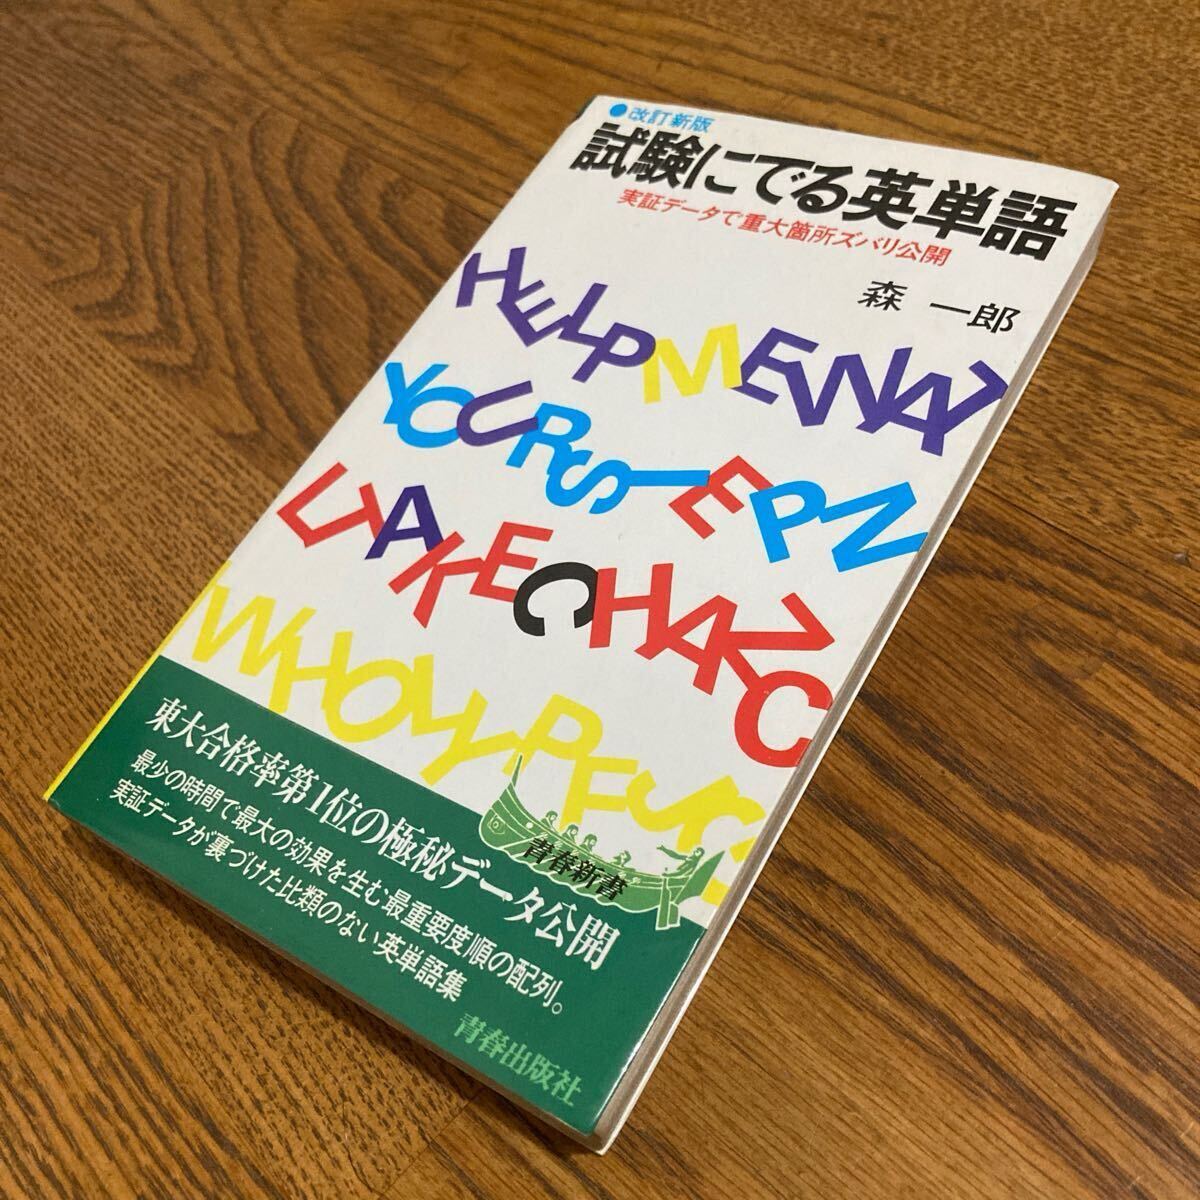 ●改訂新版
試験にでる英単語
実証データで重大箇所ズバリ公開
森 一郎
HELPMENNA
YOURSTEPN
LTAKECHANC
WHOLLY
青春新書
東大合格率第1位の極秘データ公開
最少の時間で最大の効果を生む最重要度順の配列。
実証データが裏づけた比類のない英単語集
青春出版社